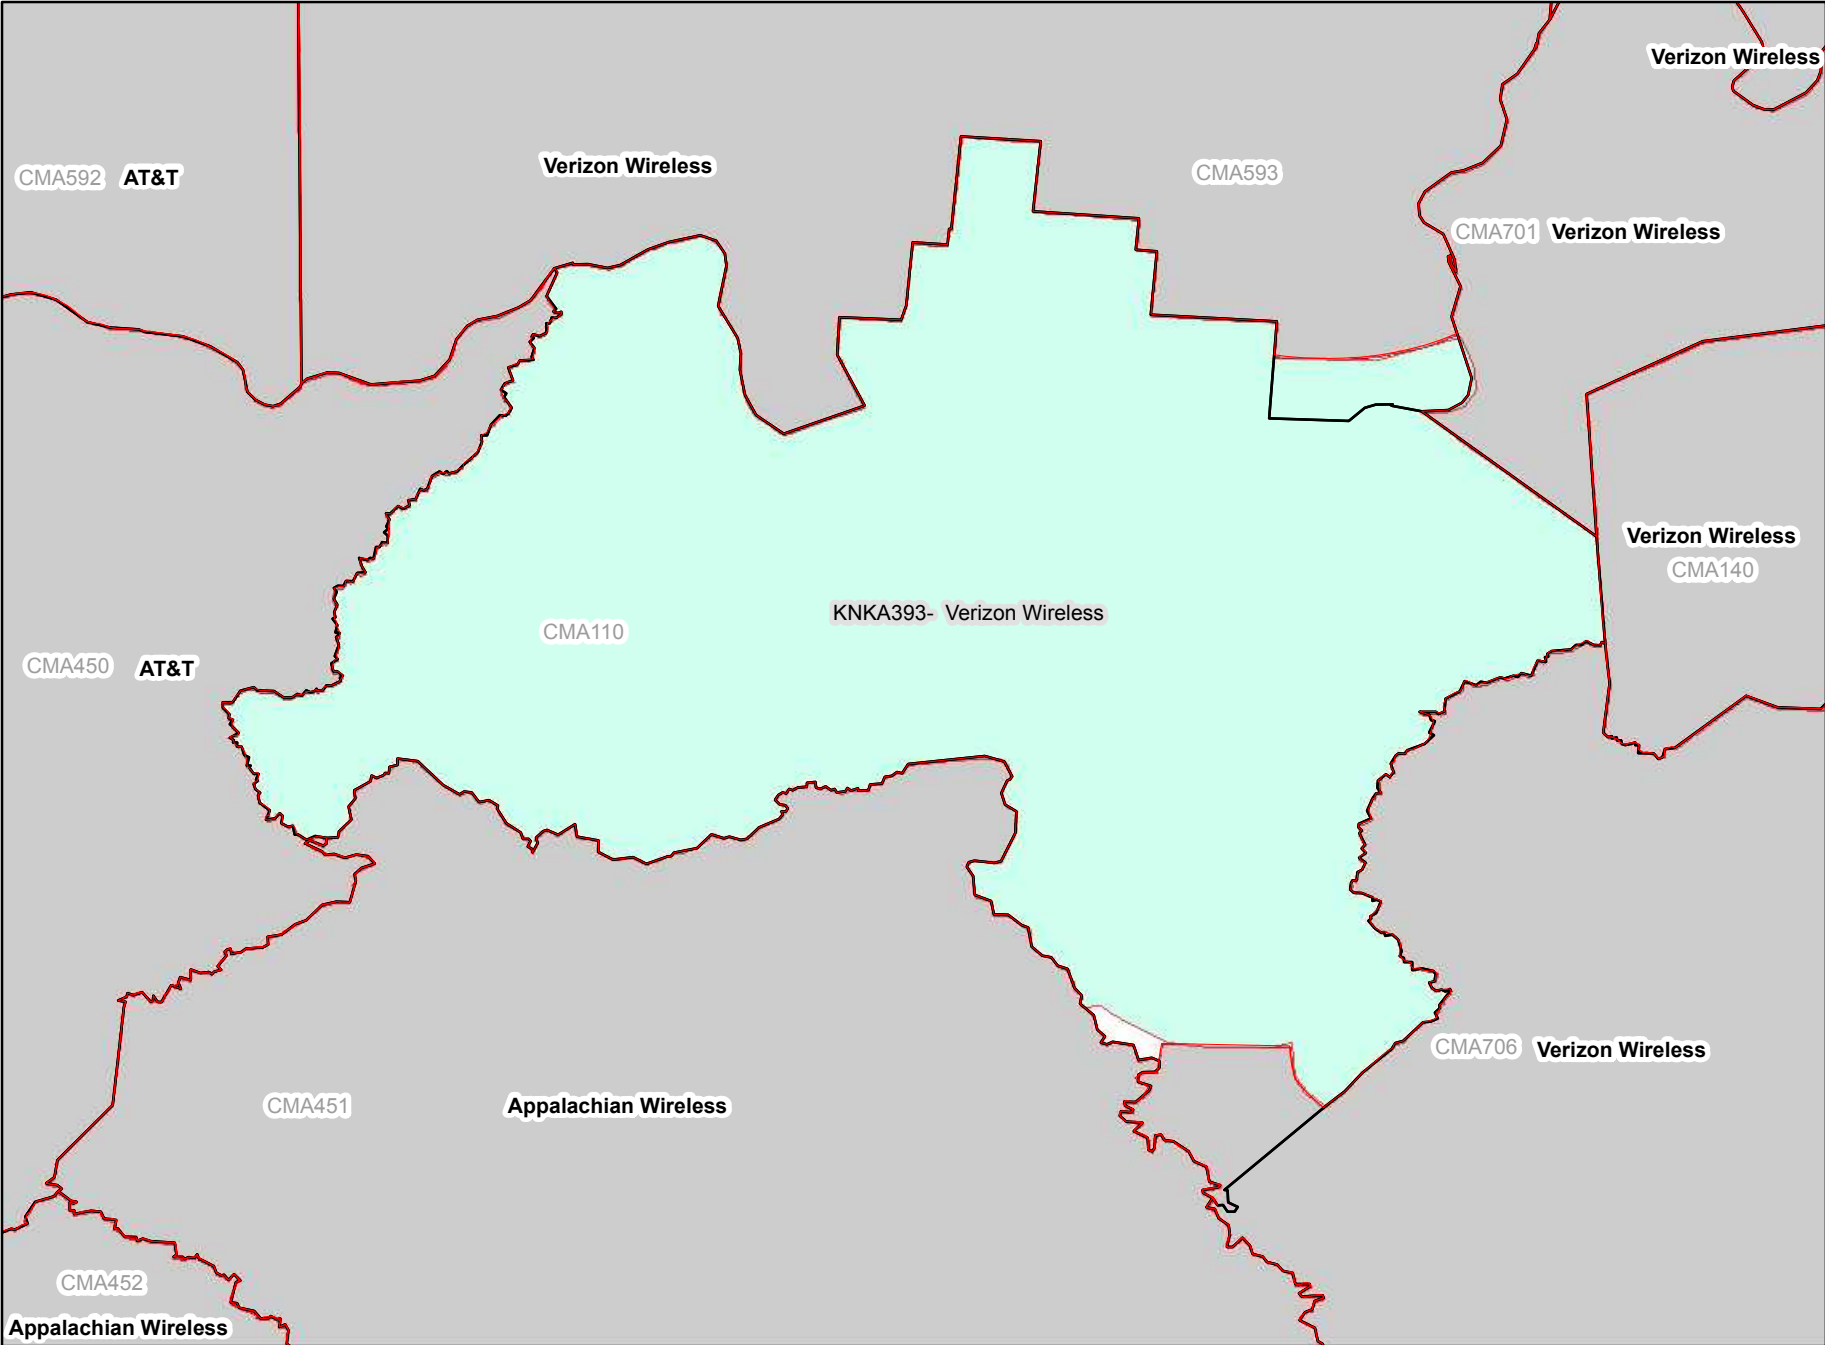 Verizon Wireless
Verizon Wireless
CMA592 AT&T
CMA593
CMA701 Verizon Wireless
Verizon Wireless
CMA140
KNKA393- Verizon Wireless
CMA110
CMA450 AT&T
CMA706 Verizon Wireless
CMA451 Appalachian Wireless
CMA452
Appalachian Wireless